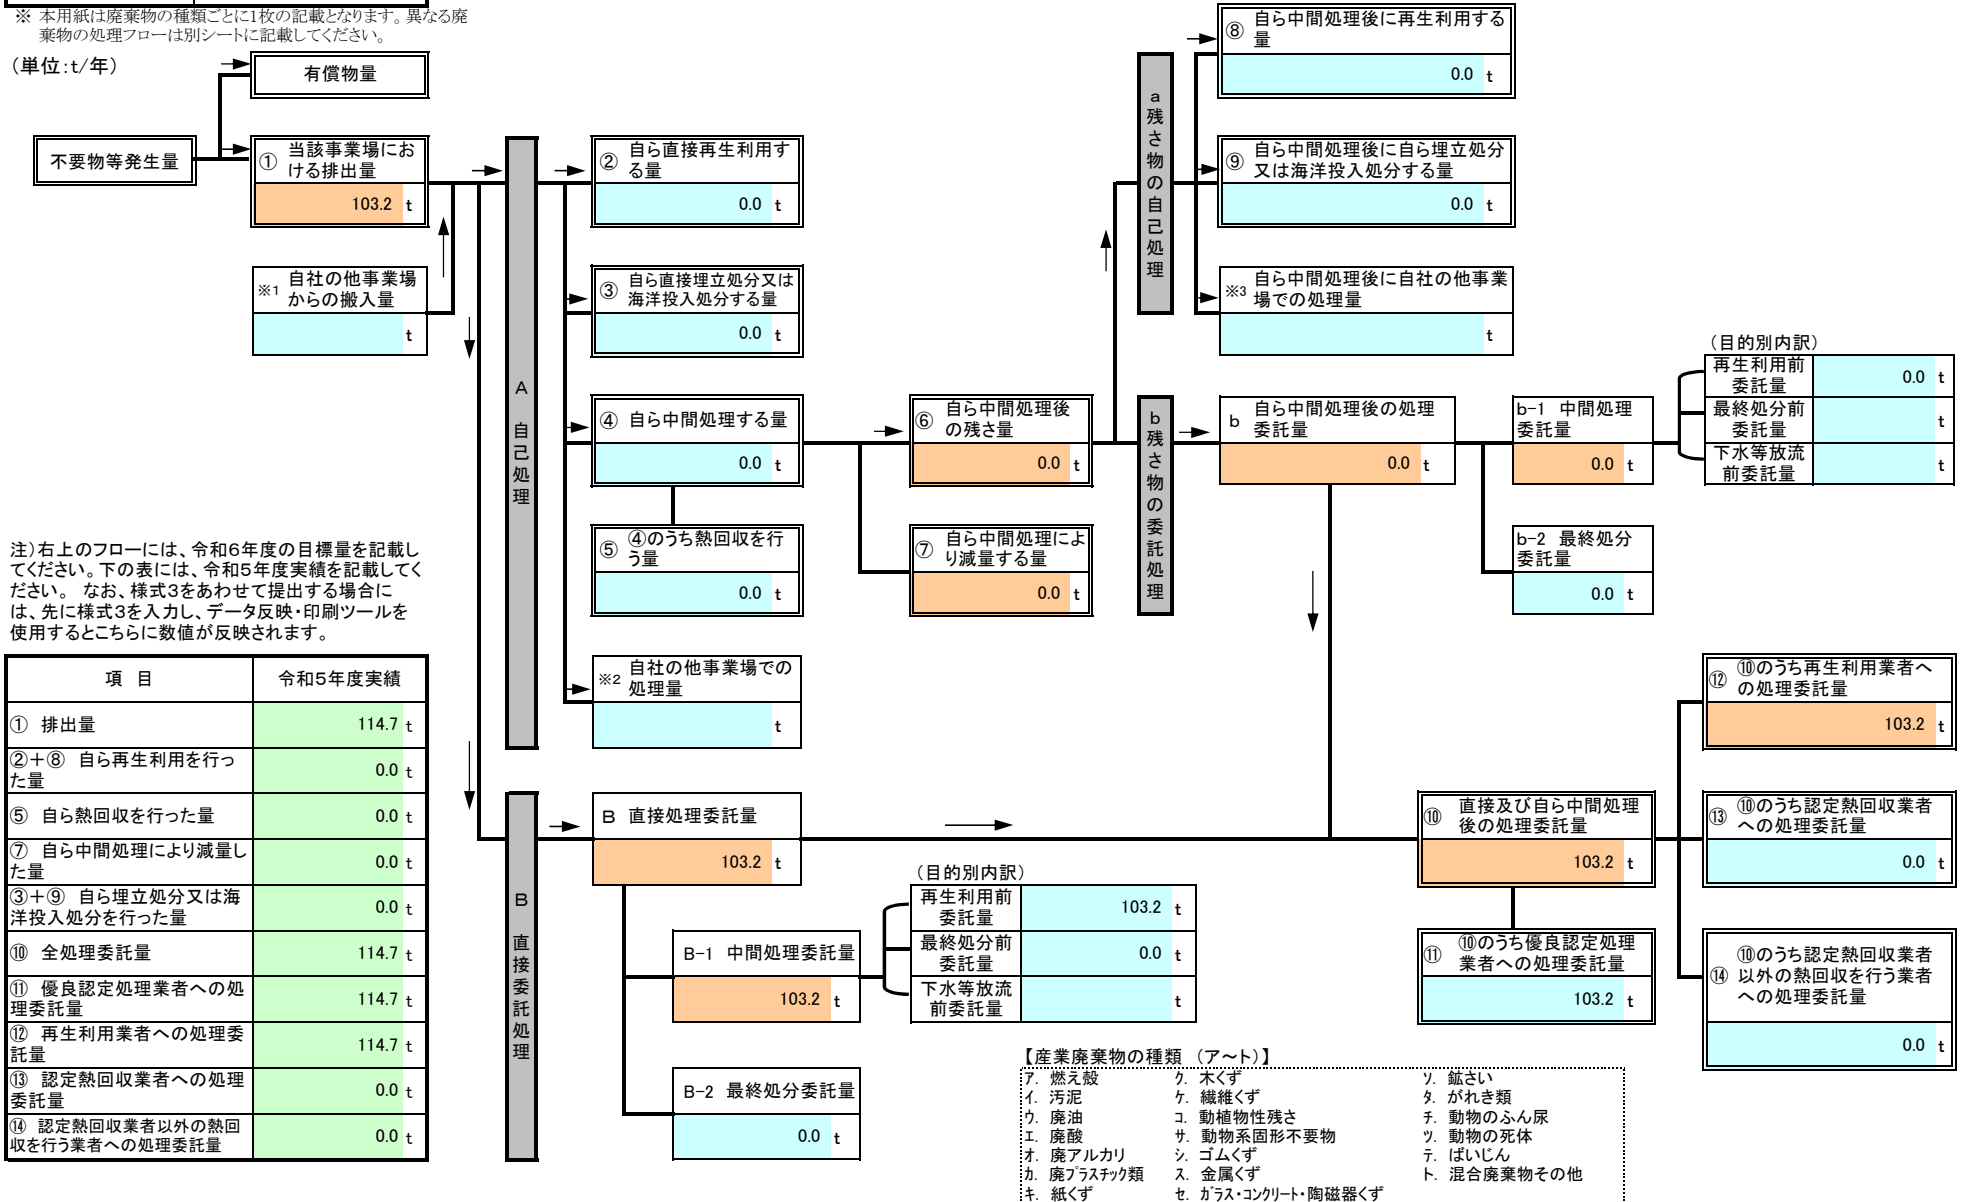 ※ 本用紙は廃棄物の種類ごとに1枚の記載となります。異なる廃
棄物の処理フローは別シートに記載してください。
(単位:t/年)
有償物量
不要物等発生量
① 当該事業場にお
ける排出量
103.2 t
※1 自社の他事業場
からの搬入量
t
A 自己処理
② 自ら直接再生利用す
る量
0.0 t
③ 自ら直接埋立処分又は
海洋投入処分する量
0.0 t
④ 自ら中間処理する量
0.0 t
⑤ ④のうち熱回収を行
う量
0.0 t
※2 自社の他事業場での
処理量
t
⑥ 自ら中間処理後
の残さ量
0.0 t
⑦ 自ら中間処理によ
り減量する量
0.0 t
a残さ物の自己処理
⑧ 自ら中間処理後に再生利用する
量
0.0 t
⑨ 自ら中間処理後に自ら埋立処分
又は海洋投入処分する量
0.0 t
※3 自ら中間処理後に自社の他事業
場での処理量
t
b残さ物の委託処理
b 自ら中間処理後の処理
委託量
0.0 t
b-1 中間処理
委託量
0.0 t
b-2 最終処分
委託量
0.0 t
(目的別内訳)
再生利用前
委託量
0.0 t
最終処分前
委託量
t
下水等放流
前委託量
t
注)右上のフローには、令和6年度の目標量を記載し
てください。下の表には、令和5年度実績を記載してく
ださい。 なお、様式3をあわせて提出する場合に
は、先に様式3を入力し、データ反映・印刷ツールを
使用するとこちらに数値が反映されます。
項 目 令和5年度実績
① 排出量 114.7 t
②+⑧ 自ら再生利用を行っ
た量 0.0 t
⑤ 自ら熱回収を行った量 0.0 t
⑦ 自ら中間処理により減量し
た量 0.0 t
③+⑨ 自ら埋立処分又は海
洋投入処分を行った量 0.0 t
⑩ 全処理委託量 114.7 t
⑪ 優良認定処理業者への処
理委託量 114.7 t
⑫ 再生利用業者への処理委
託量 114.7 t
⑬ 認定熱回収業者への処理
委託量 0.0 t
⑭ 認定熱回収業者以外の熱回
収を行う業者への処理委託量 0.0 t
B 直接委託処理
B 直接処理委託量
103.2 t
B-1 中間処理委託量
103.2 t
B-2 最終処分委託量
0.0 t
(目的別内訳)
再生利用前
委託量
103.2 t
最終処分前
委託量
0.0 t
下水等放流
前委託量
t
⑩ 直接及び自ら中間処理
後の処理委託量
103.2 t
⑪ ⑩のうち優良認定処理
業者への処理委託量
103.2 t
⑫ ⑩のうち再生利用業者へ
の処理委託量
103.2 t
⑬ ⑩のうち認定熱回収業者
への処理委託量
0.0 t
⑭ ⑩のうち認定熱回収業者
以外の熱回収を行う業者
への処理委託量
0.0 t
【産業廃棄物の種類 (ア~ト)】
ア. 燃え殻 ク. 木くず ソ. 鉱さい
イ. 汚泥 ケ. 繊維くず タ. がれき類
ウ. 廃油 コ. 動植物性残さ チ. 動物のふん尿
エ. 廃酸 サ. 動物系固形不要物 ツ. 動物の死体
オ. 廃アルカリ シ. ゴムくず テ. ばいじん
カ. 廃プラスチック類 ス. 金属くず ト. 混合廃棄物その他
キ. 紙くず セ. ガラス・コンクリート・陶磁器くず